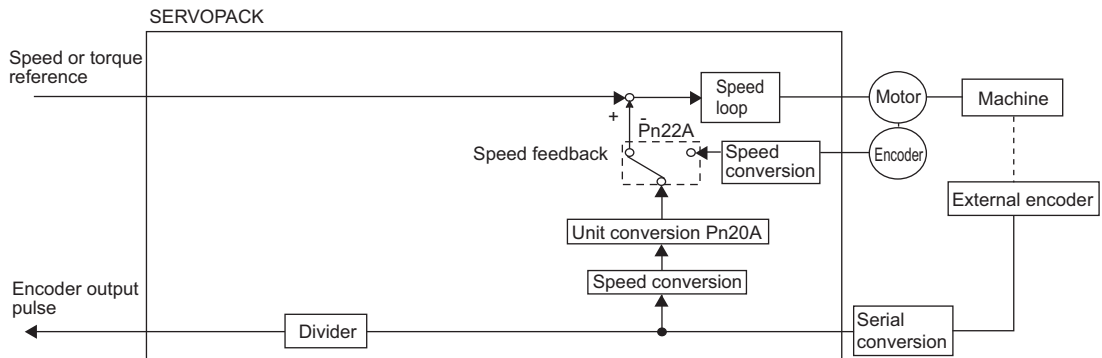 SERVOPACK
Speed or torque
reference
Speed
loop
Motor
Machine
+
-
Pn22A
Speed feedback
Speed
conversion
Encoder
External encoder
Unit conversion Pn20A
Speed conversion
Encoder output
pulse
Divider
Serial
conversion